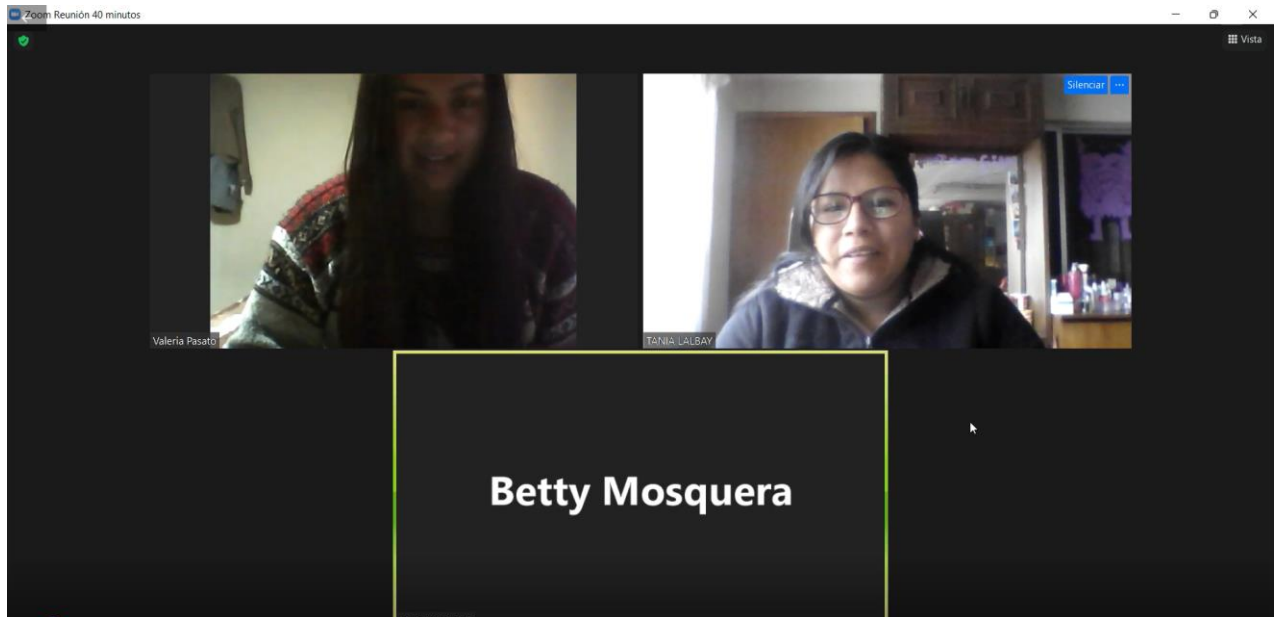 Zoom Reunión 40 minutos
Vista
Silenciar ...
Valeria Pasato
TANIA LALBAY
Betty Mosquera